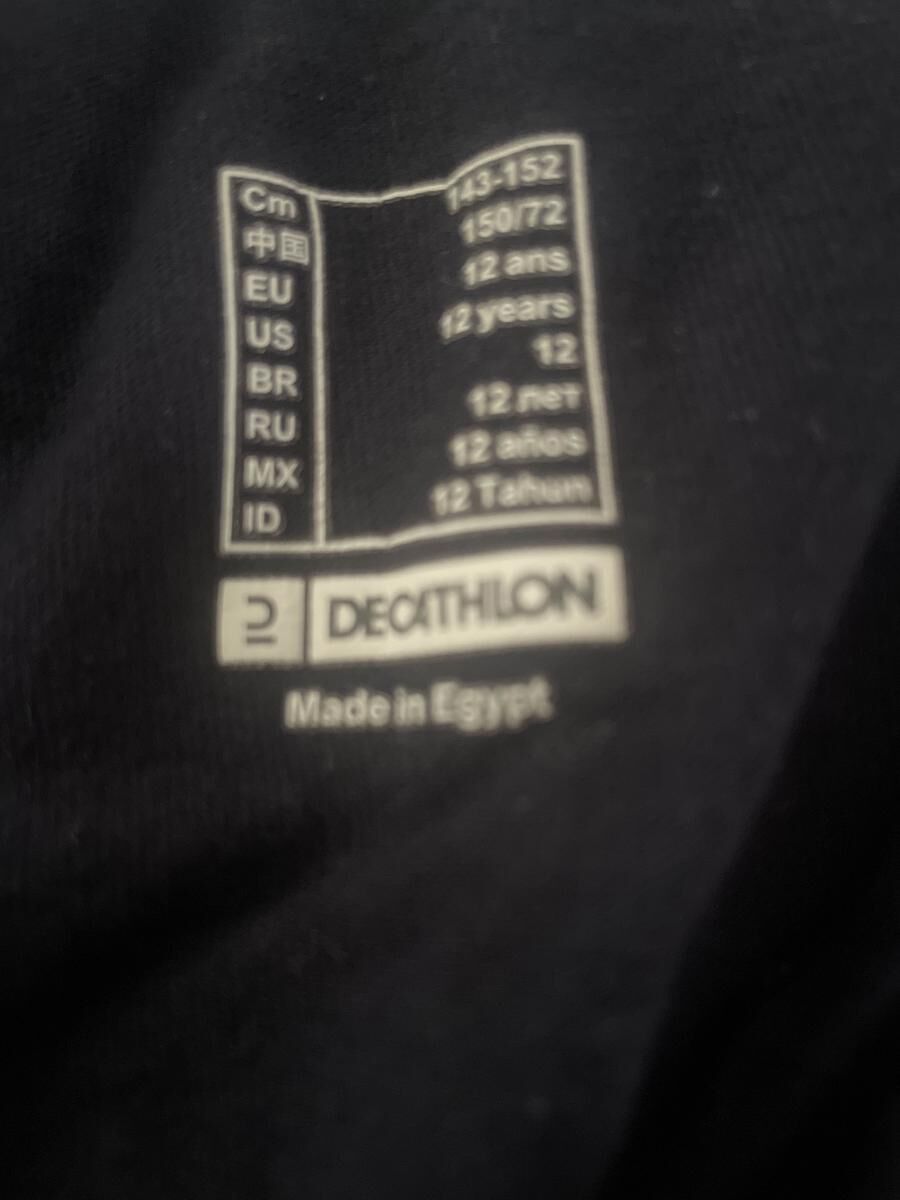 Cm 143-152
中国 150/72
EU 12 ans
US 12 years
BR 12
RU 12 лет
MX 12 años
ID 12 Tahun
DECATHLON
Made in Egypt